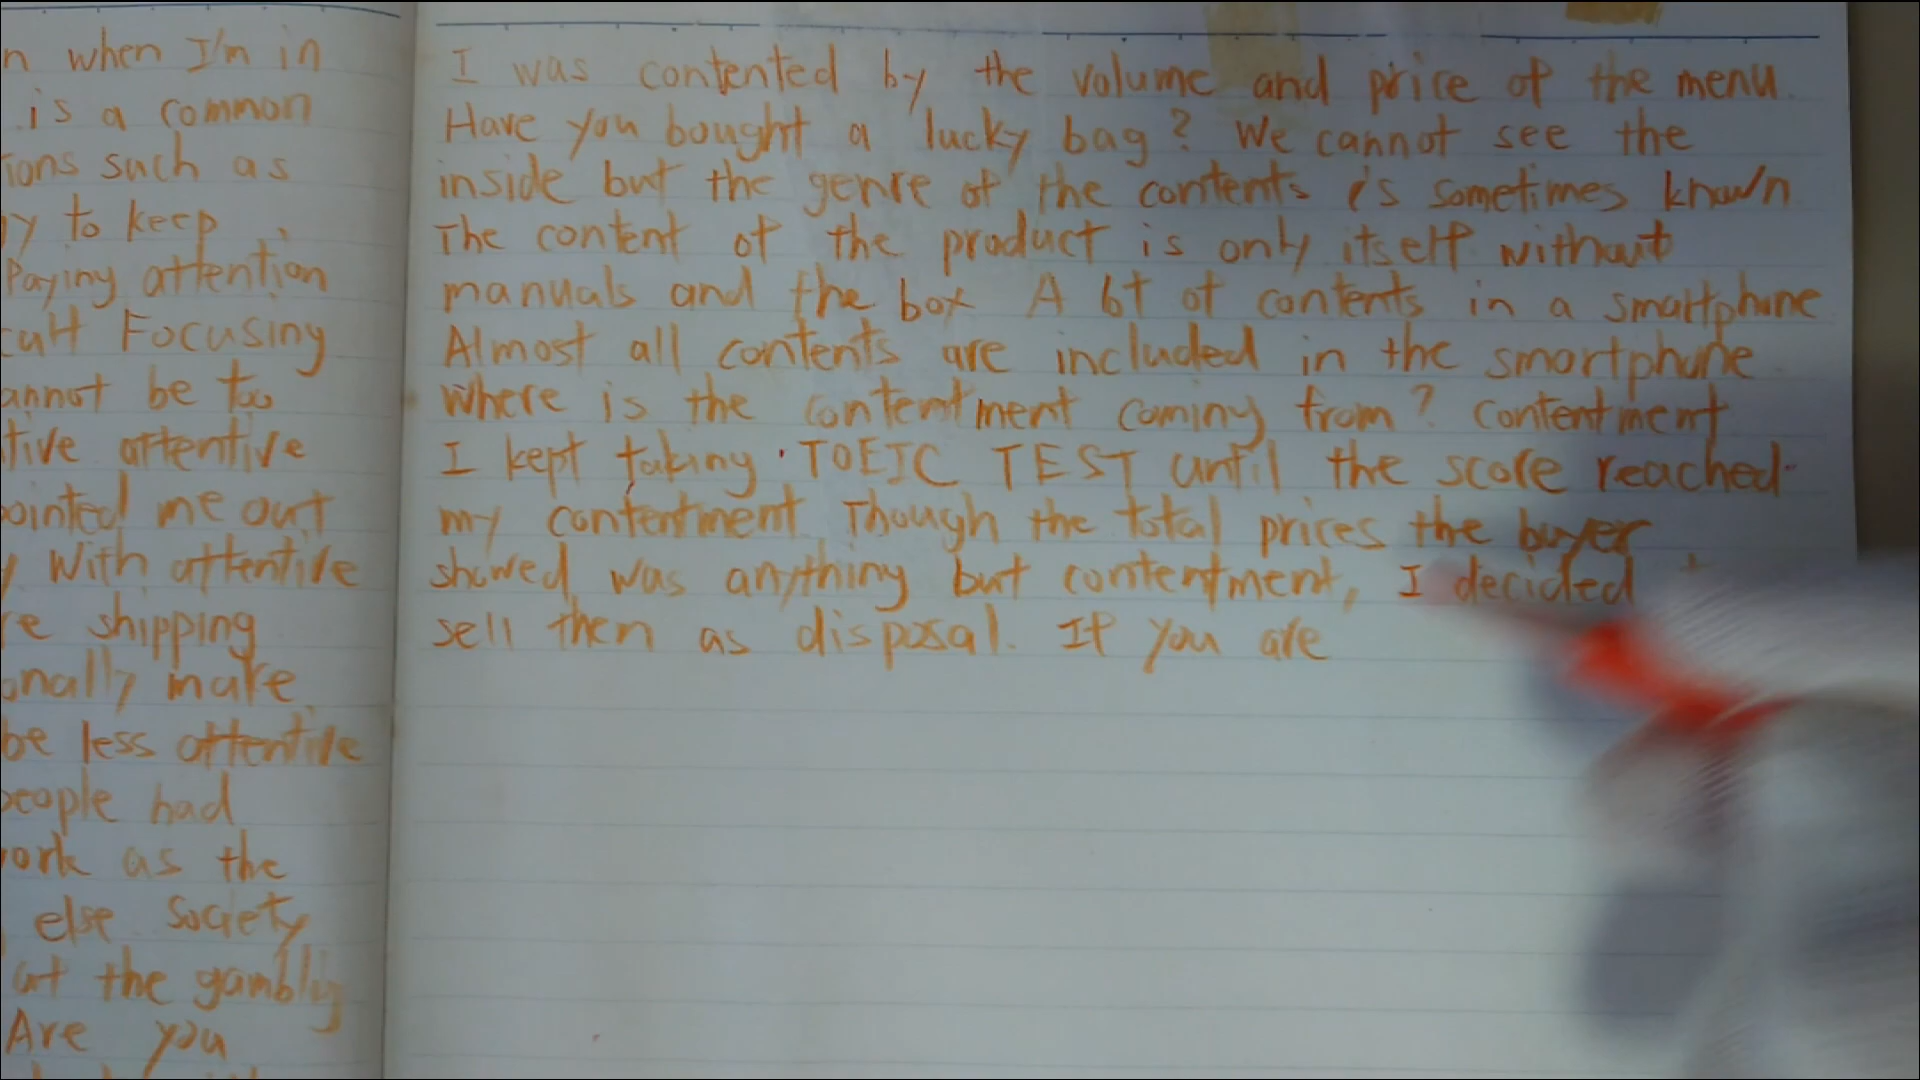 n when I'm in
is a common
ions such as
y to keep
Paying attention
cult Focusing
annot be too
tive attentive
ointed me out
y With attentive
re shipping
onally make
be less attentive
people had
ork as the
else society
at the gambling
Are you
I was contented by the volume and price of the menu.
Have you bought a lucky bag? We cannot see the
inside but the genre of the contents is sometimes known
The content of the product is only itself without
manuals and the box A lot of contents in a smartphone
Almost all contents are included in the smartphone.
Where is the contentment coming from? Contentment
I kept taking TOEIC TEST until the score reached
my contentment Though the total prices the buyer
showed was anything but contentment, I decided
sell them as disposal. If you are